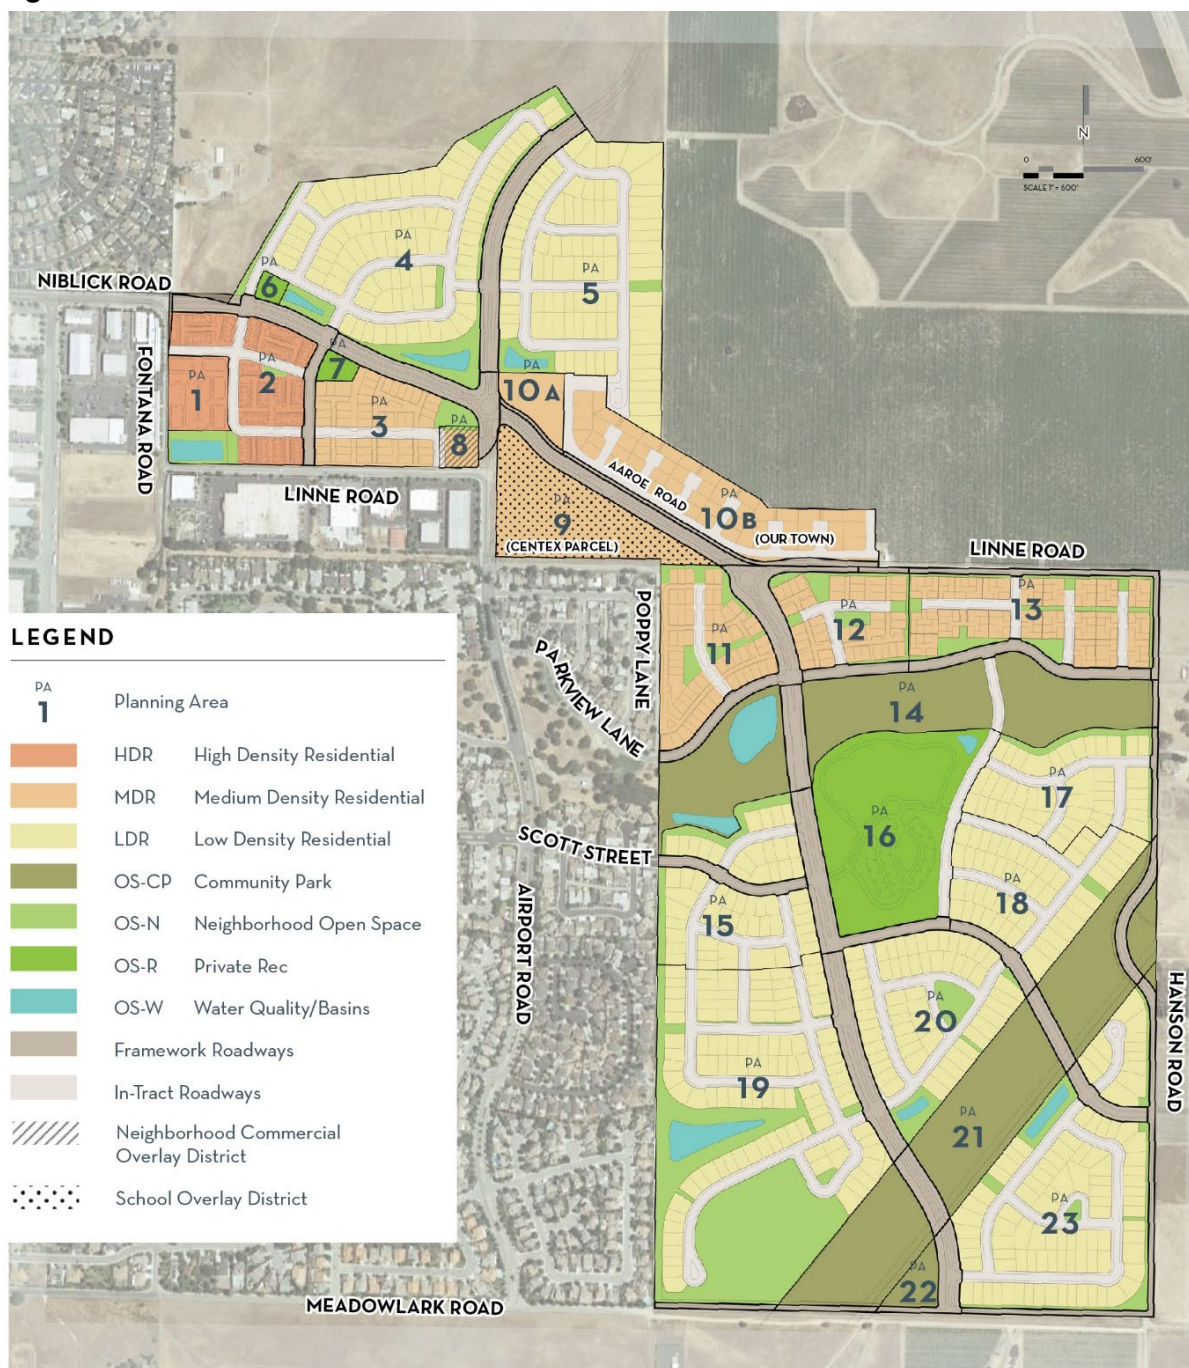 N
0 600'
SCALE 1" = 600'
PA
4
PA
5
PA
6
NIBLICK ROAD
FONTANA ROAD
PA
7
PA
1
PA
2
PA
3
PA
8
PA
10A
LINNE ROAD
AAROE ROAD
PA
9
(CENTEX PARCEL)
PA
10B
(OUR TOWN)
LINNE ROAD
POPPY LANE
PARKVIEW LANE
PA
11
PA
12
PA
13
PA
14
PA
16
PA
17
SCOTT STREET
PA
15
PA
18
AIRPORT ROAD
HANSON ROAD
PA
20
PA
19
PA
21
PA
23
PA
22
MEADOWLARK ROAD
LEGEND
PA
1 Planning Area
HDR High Density Residential
MDR Medium Density Residential
LDR Low Density Residential
OS-CP Community Park
OS-N Neighborhood Open Space
OS-R Private Rec
OS-W Water Quality/Basins
Framework Roadways
In-Tract Roadways
Neighborhood Commercial
Overlay District
School Overlay District